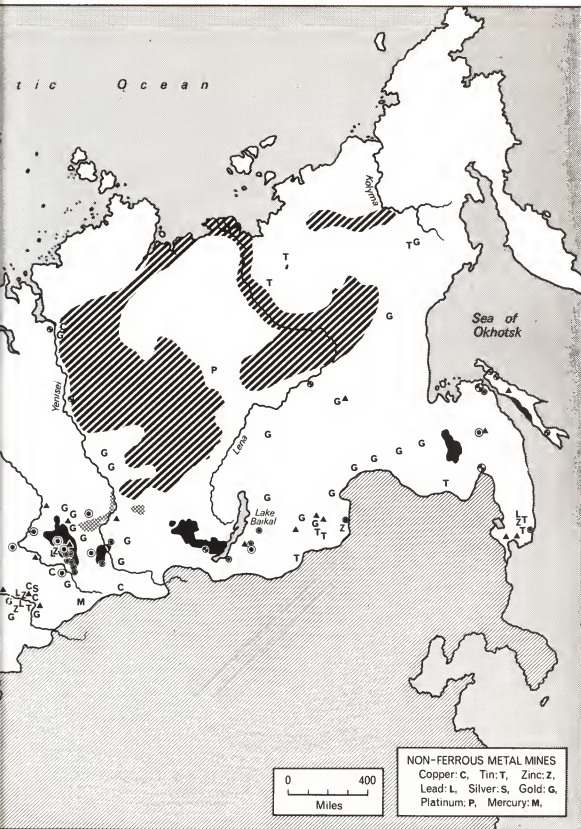 tic Ocean
Kolyma
T
TG
T
G
Sea of
Okhotsk
G
P
Yenisei
G
Lena
G
G
G
G
G
G
G
G
T
G
G
Lake
Baikal
G
G
G
G
G
G
G
T T
Z
L
Z T
T
G
LZ
G
C
G
C
T
C S
L Z C
G Z L T
G G
M
0 400
Miles
NON-FERROUS METAL MINES
Copper: C, Tin: T, Zinc: Z,
Lead: L, Silver: S, Gold: G,
Platinum: P, Mercury: M,